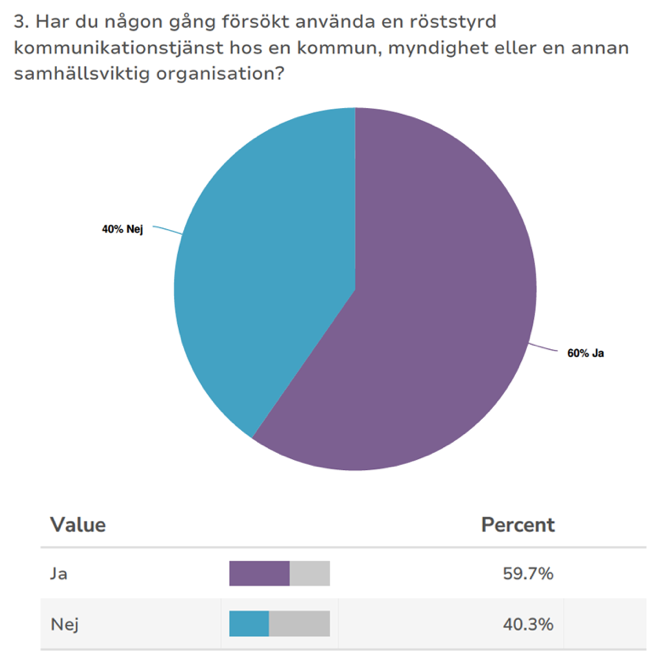 3. Har du någon gång försökt använda en röststyrd
kommunikationstjänst hos en kommun, myndighet eller en annan
samhällsviktig organisation?
40% Nej
60% Ja
Value Percent
Ja 59.7%
Nej 40.3%